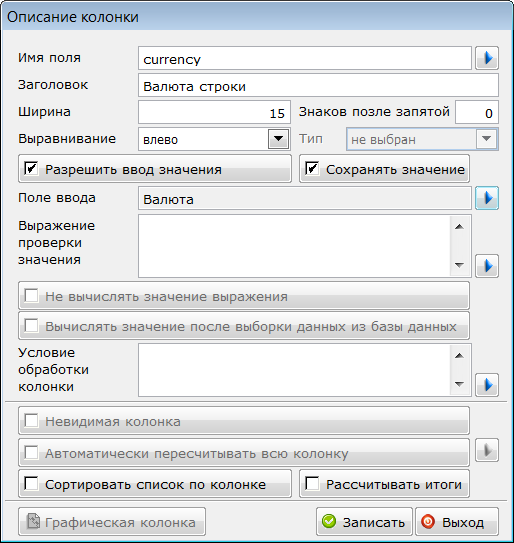 Описание колонки
Имя поля currency
Заголовок Валюта строки
Ширина 15 Знаков позле запятой 0
Выравнивание влево Тип не выбран
Разрешить ввод значения Сохранять значение
Поле ввода Валюта
Выражение
проверки
значения
Не вычислять значение выражения
Вычислять значение после выборки данных из базы данных
Условие
обработки
колонки
Невидимая колонка
Автоматически пересчитывать всю колонку
Сортировать список по колонке Рассчитывать итоги
Графическая колонка Записать Выход